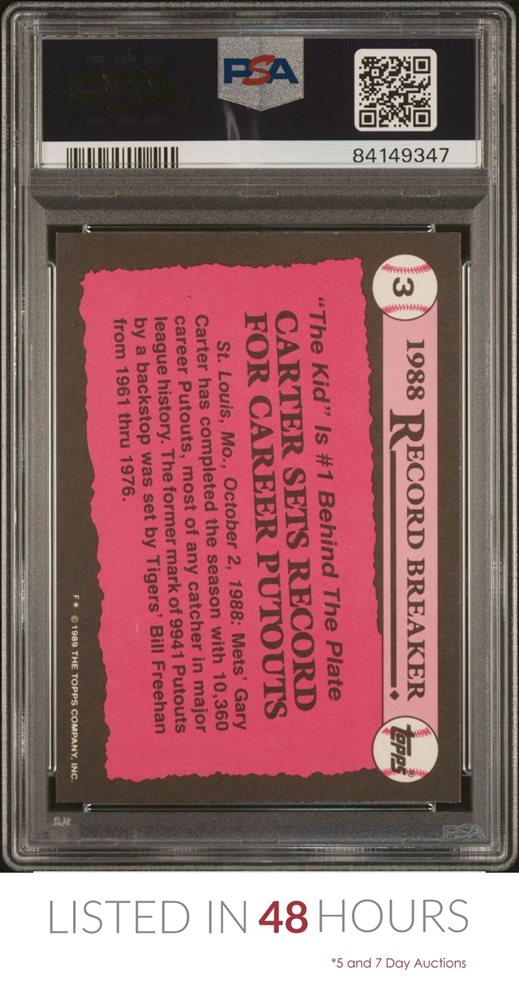 PSA
84149347
3
1988 RECORD BREAKER
topps®
"The Kid" Is #1 Behind The Plate
CARTER SETS RECORD
FOR CAREER PUTOUTS
St. Louis, Mo., October 2, 1988: Mets' Gary
Carter has completed the season with 10,360
career Putouts, most of any catcher in major
league history. The former mark of 9941 Putouts
by a backstop was set by Tigers' Bill Freehan
from 1961 thru 1976.
F* © 1989 THE TOPPS COMPANY, INC.
PSA
LISTED IN 48 HOURS
*5 and 7 Day Auctions